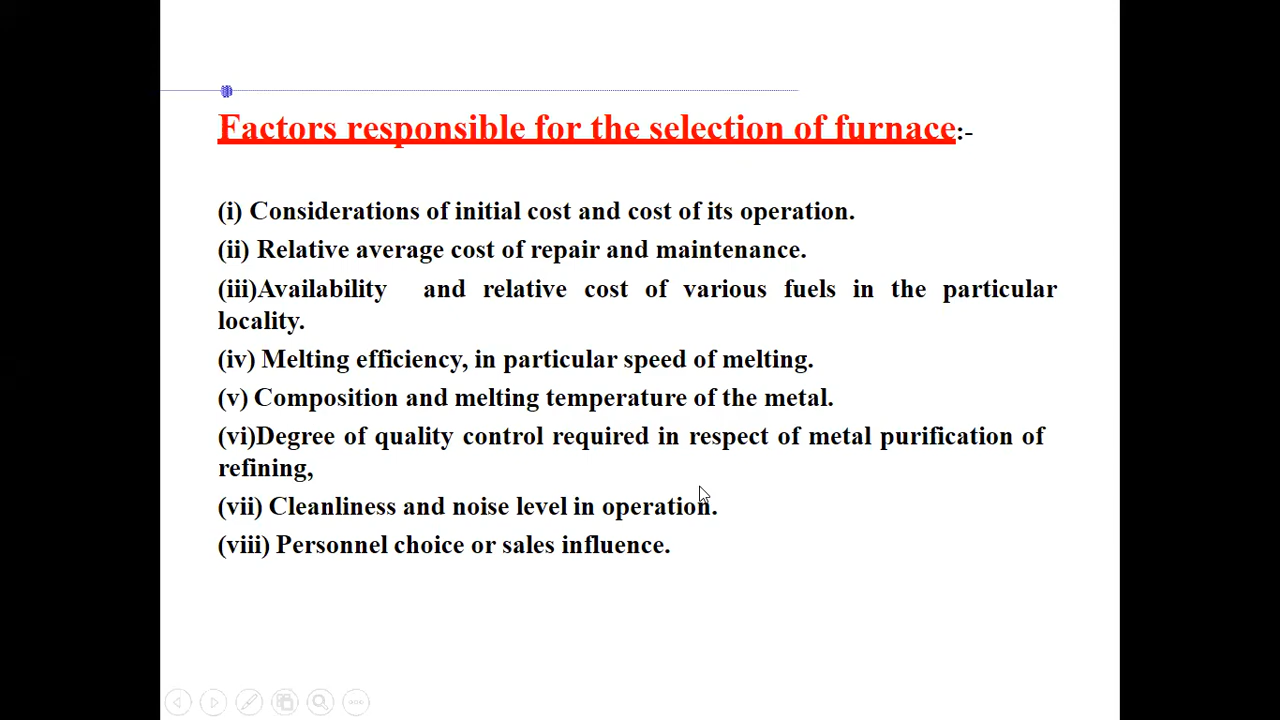 Factors responsible for the selection of furnace:-
(i) Considerations of initial cost and cost of its operation.
(ii) Relative average cost of repair and maintenance.
(iii)Availability and relative cost of various fuels in the particular
locality.
(iv) Melting efficiency, in particular speed of melting.
(v) Composition and melting temperature of the metal.
(vi)Degree of quality control required in respect of metal purification of
refining,
(vii) Cleanliness and noise level in operation.
(viii) Personnel choice or sales influence.